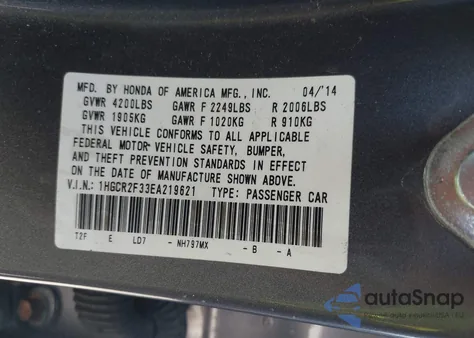 MFD. BY HONDA OF AMERICA MFG., INC. 04/'14
GVWR 4200LBS GAWR F 2249LBS R 2006LBS
GVWR 1905KG GAWR F 1020KG R 910KG
THIS VEHICLE CONFORMS TO ALL APPLICABLE
FEDERAL MOTOR VEHICLE SAFETY, BUMPER,
AND THEFT PREVENTION STANDARDS IN EFFECT
ON THE DATE OF MANUFACTURE SHOWN ABOVE.
V.I.N.: 1HGCR2F33EA219621 TYPE: PASSENGER CAR
T2F E LD7 - NH797MX - B - A
autoSnap